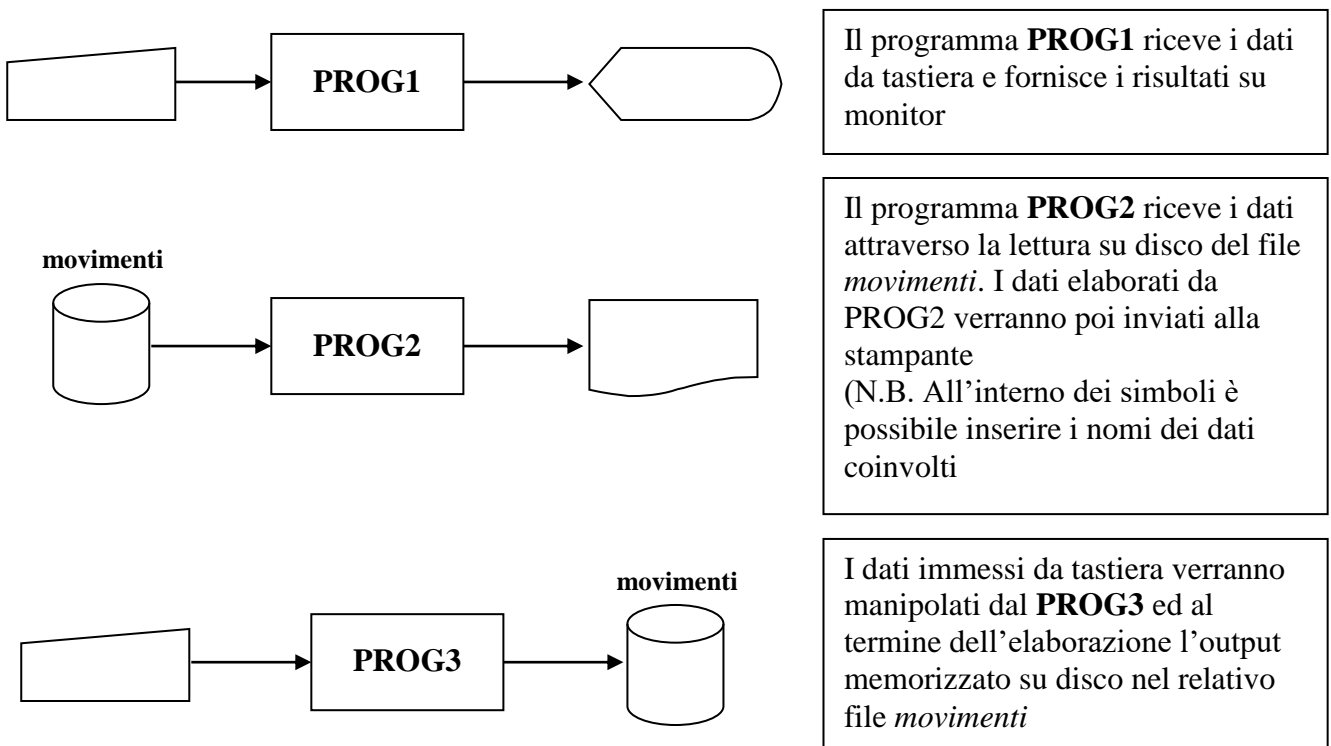 PROG1
Il programma PROG1 riceve i dati
da tastiera e fornisce i risultati su
monitor
movimenti
PROG2
Il programma PROG2 riceve i dati
attraverso la lettura su disco del file
movimenti. I dati elaborati da
PROG2 verranno poi inviati alla
stampante
(N.B. All’interno dei simboli è
possibile inserire i nomi dei dati
coinvolti
PROG3
movimenti
I dati immessi da tastiera verranno
manipolati dal PROG3 ed al
termine dell’elaborazione l’output
memorizzato su disco nel relativo
file movimenti